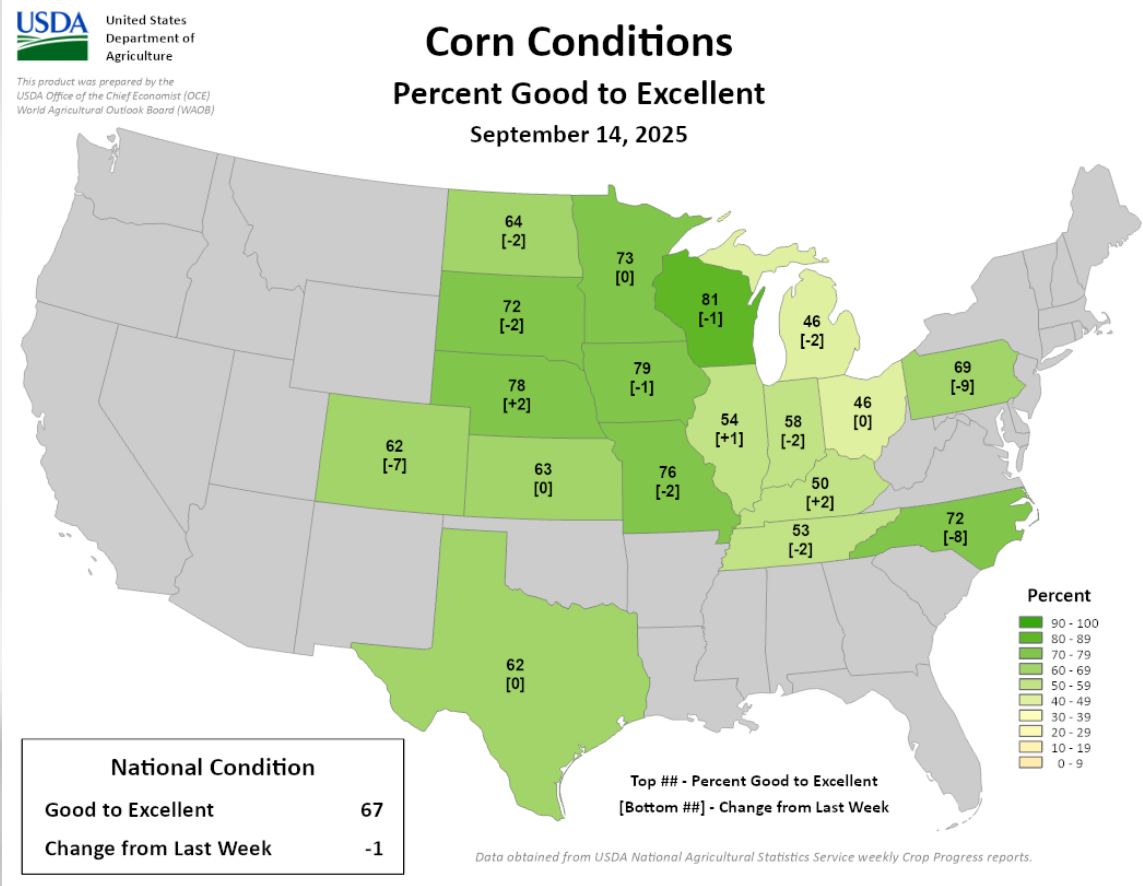 USDA
United States
Department of
Agriculture
This product was prepared by the
USDA Office of the Chief Economist (OCE)
World Agricultural Outlook Board (WAOB)
Corn Conditions
Percent Good to Excellent
September 14, 2025
64
[-2]
73
[0]
72
[-2]
81
[-1]
46
[-2]
79
[-1]
69
[-9]
78
[+2]
54
[+1]
58
[-2]
46
[0]
62
[-7]
63
[0]
76
[-2]
50
[+2]
53
[-2]
72
[-8]
62
[0]
Percent
90 - 100
80 - 89
70 - 79
60 - 69
50 - 59
40 - 49
30 - 39
20 - 29
10 - 19
0 - 9
National Condition
Good to Excellent 67
Change from Last Week -1
Top ## - Percent Good to Excellent
[Bottom ##] - Change from Last Week
Data obtained from USDA National Agricultural Statistics Service weekly Crop Progress reports.